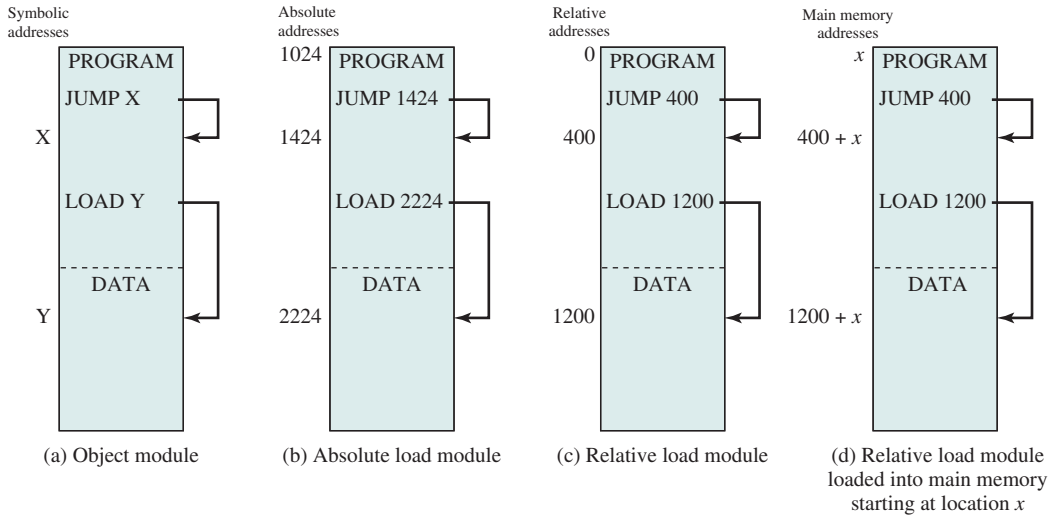 Symbolic
addresses
PROGRAM
JUMP X
X
LOAD Y
DATA
Y
(a) Object module
Absolute
addresses
1024
PROGRAM
JUMP 1424
1424
LOAD 2224
DATA
2224
(b) Absolute load module
Relative
addresses
0
PROGRAM
JUMP 400
400
LOAD 1200
DATA
1200
(c) Relative load module
Main memory
addresses
x
PROGRAM
JUMP 400
400 + x
LOAD 1200
DATA
1200 + x
(d) Relative load module
loaded into main memory
starting at location x